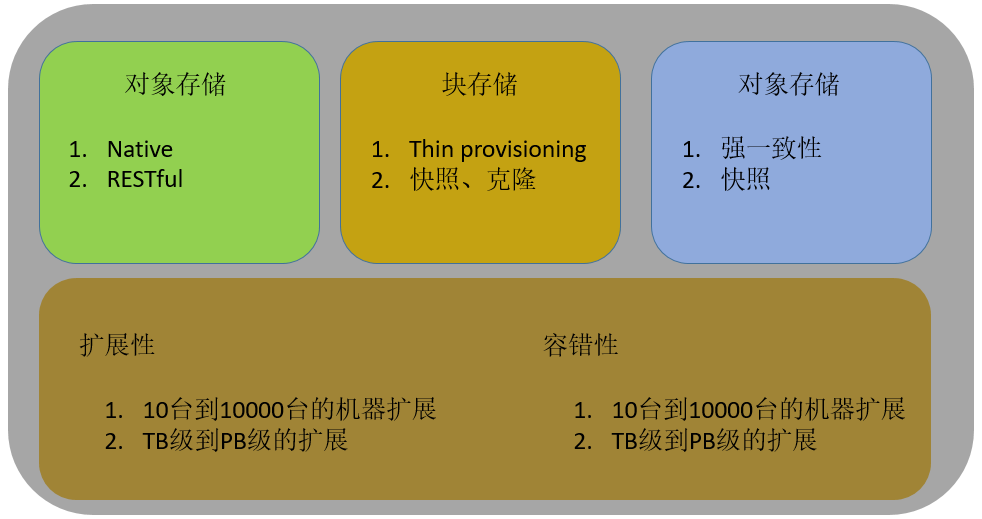 对象存储
1. Native
2. RESTful
块存储
1. Thin provisioning
2. 快照、克隆
对象存储
1. 强一致性
2. 快照
扩展性
1. 10台到10000台的机器扩展
2. TB级到PB级的扩展
容错性
1. 10台到10000台的机器扩展
2. TB级到PB级的扩展